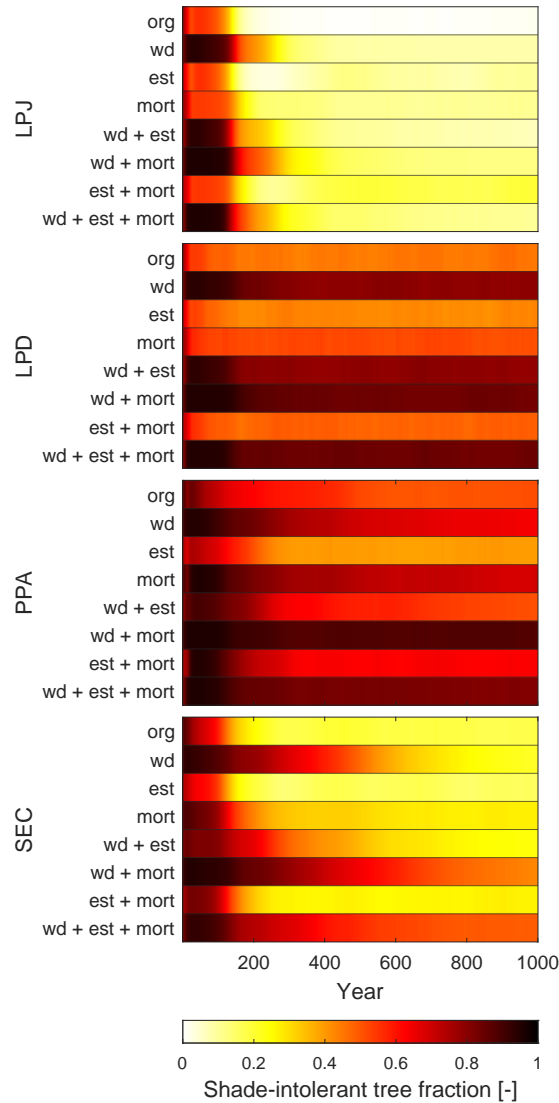 LPJ
org
wd
est
mort
wd + est
wd + mort
est + mort
wd + est + mort
LPD
org
wd
est
mort
wd + est
wd + mort
est + mort
wd + est + mort
PPA
org
wd
est
mort
wd + est
wd + mort
est + mort
wd + est + mort
SEC
org
wd
est
mort
wd + est
wd + mort
est + mort
wd + est + mort
200 400 600 800 1000
Year
0 0.2 0.4 0.6 0.8 1
Shade-intolerant tree fraction [-]